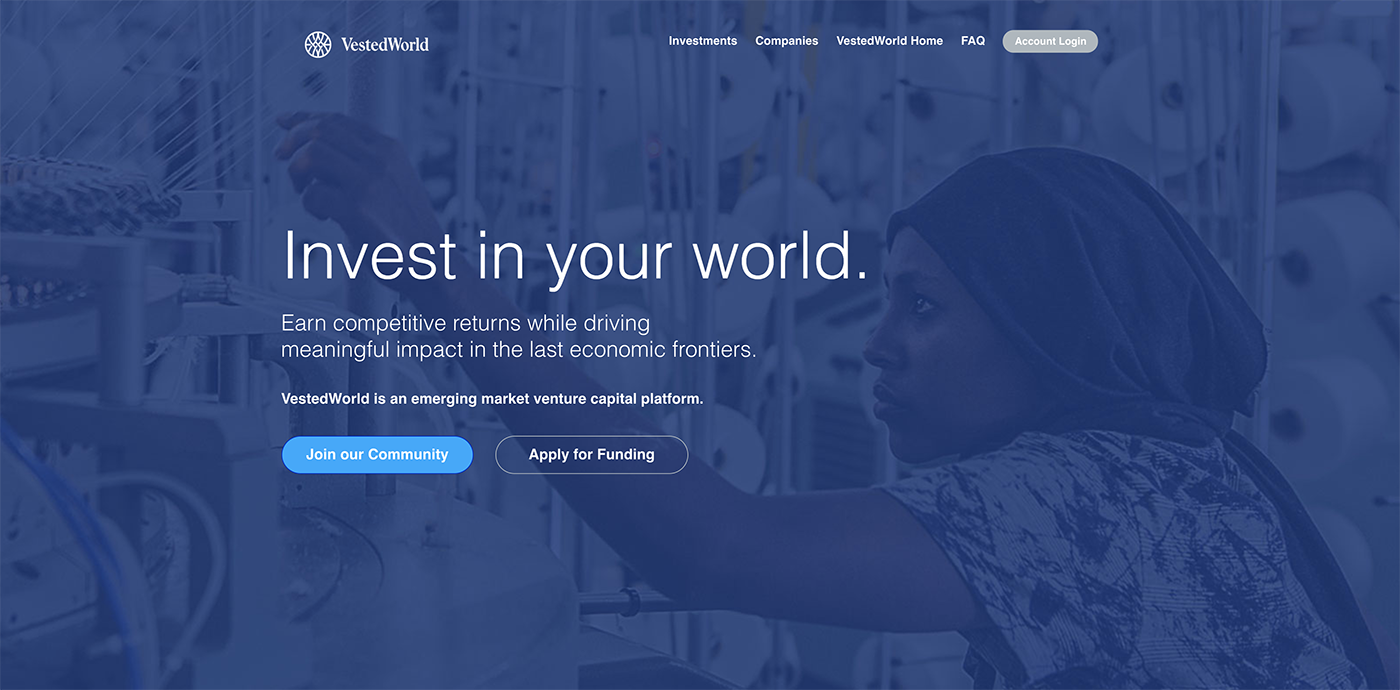 VestedWorld
Investments
Companies
VestedWorld Home
FAQ
Account Login
Invest in your world.
Earn competitive returns while driving
meaningful impact in the last economic frontiers.
VestedWorld is an emerging market venture capital platform.
Join our Community
Apply for Funding